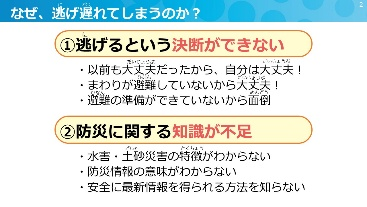 なぜ、逃げ遅れてしまうのか？
2
①逃げるという決断ができない
・以前も大丈夫だったから、自分は大丈夫！
・まわりが避難していないから大丈夫！
・避難の準備ができていないから面倒
②防災に関する知識が不足
・水害・土砂災害の特徴がわからない
・防災情報の意味がわからない
・安全に最新情報を得られる方法を知らない